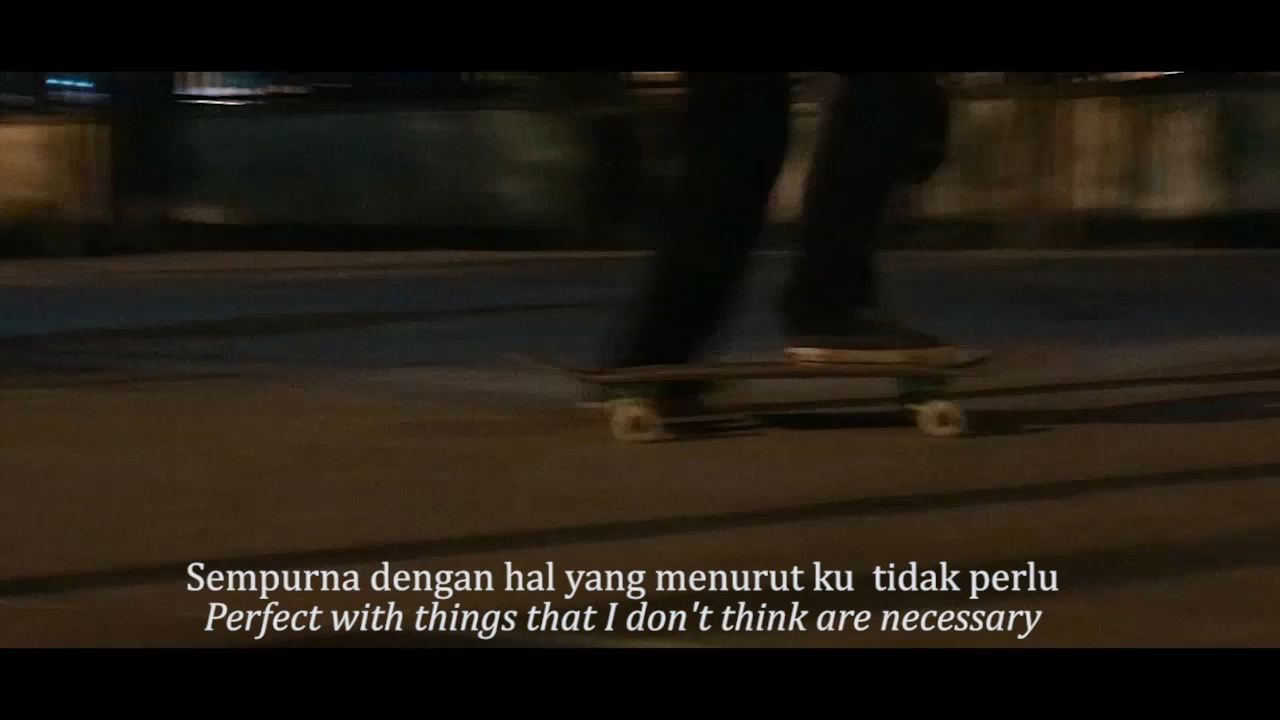 Sempurna dengan hal yang menurut ku  tidak perlu
Perfect with things that I don't think are necessary